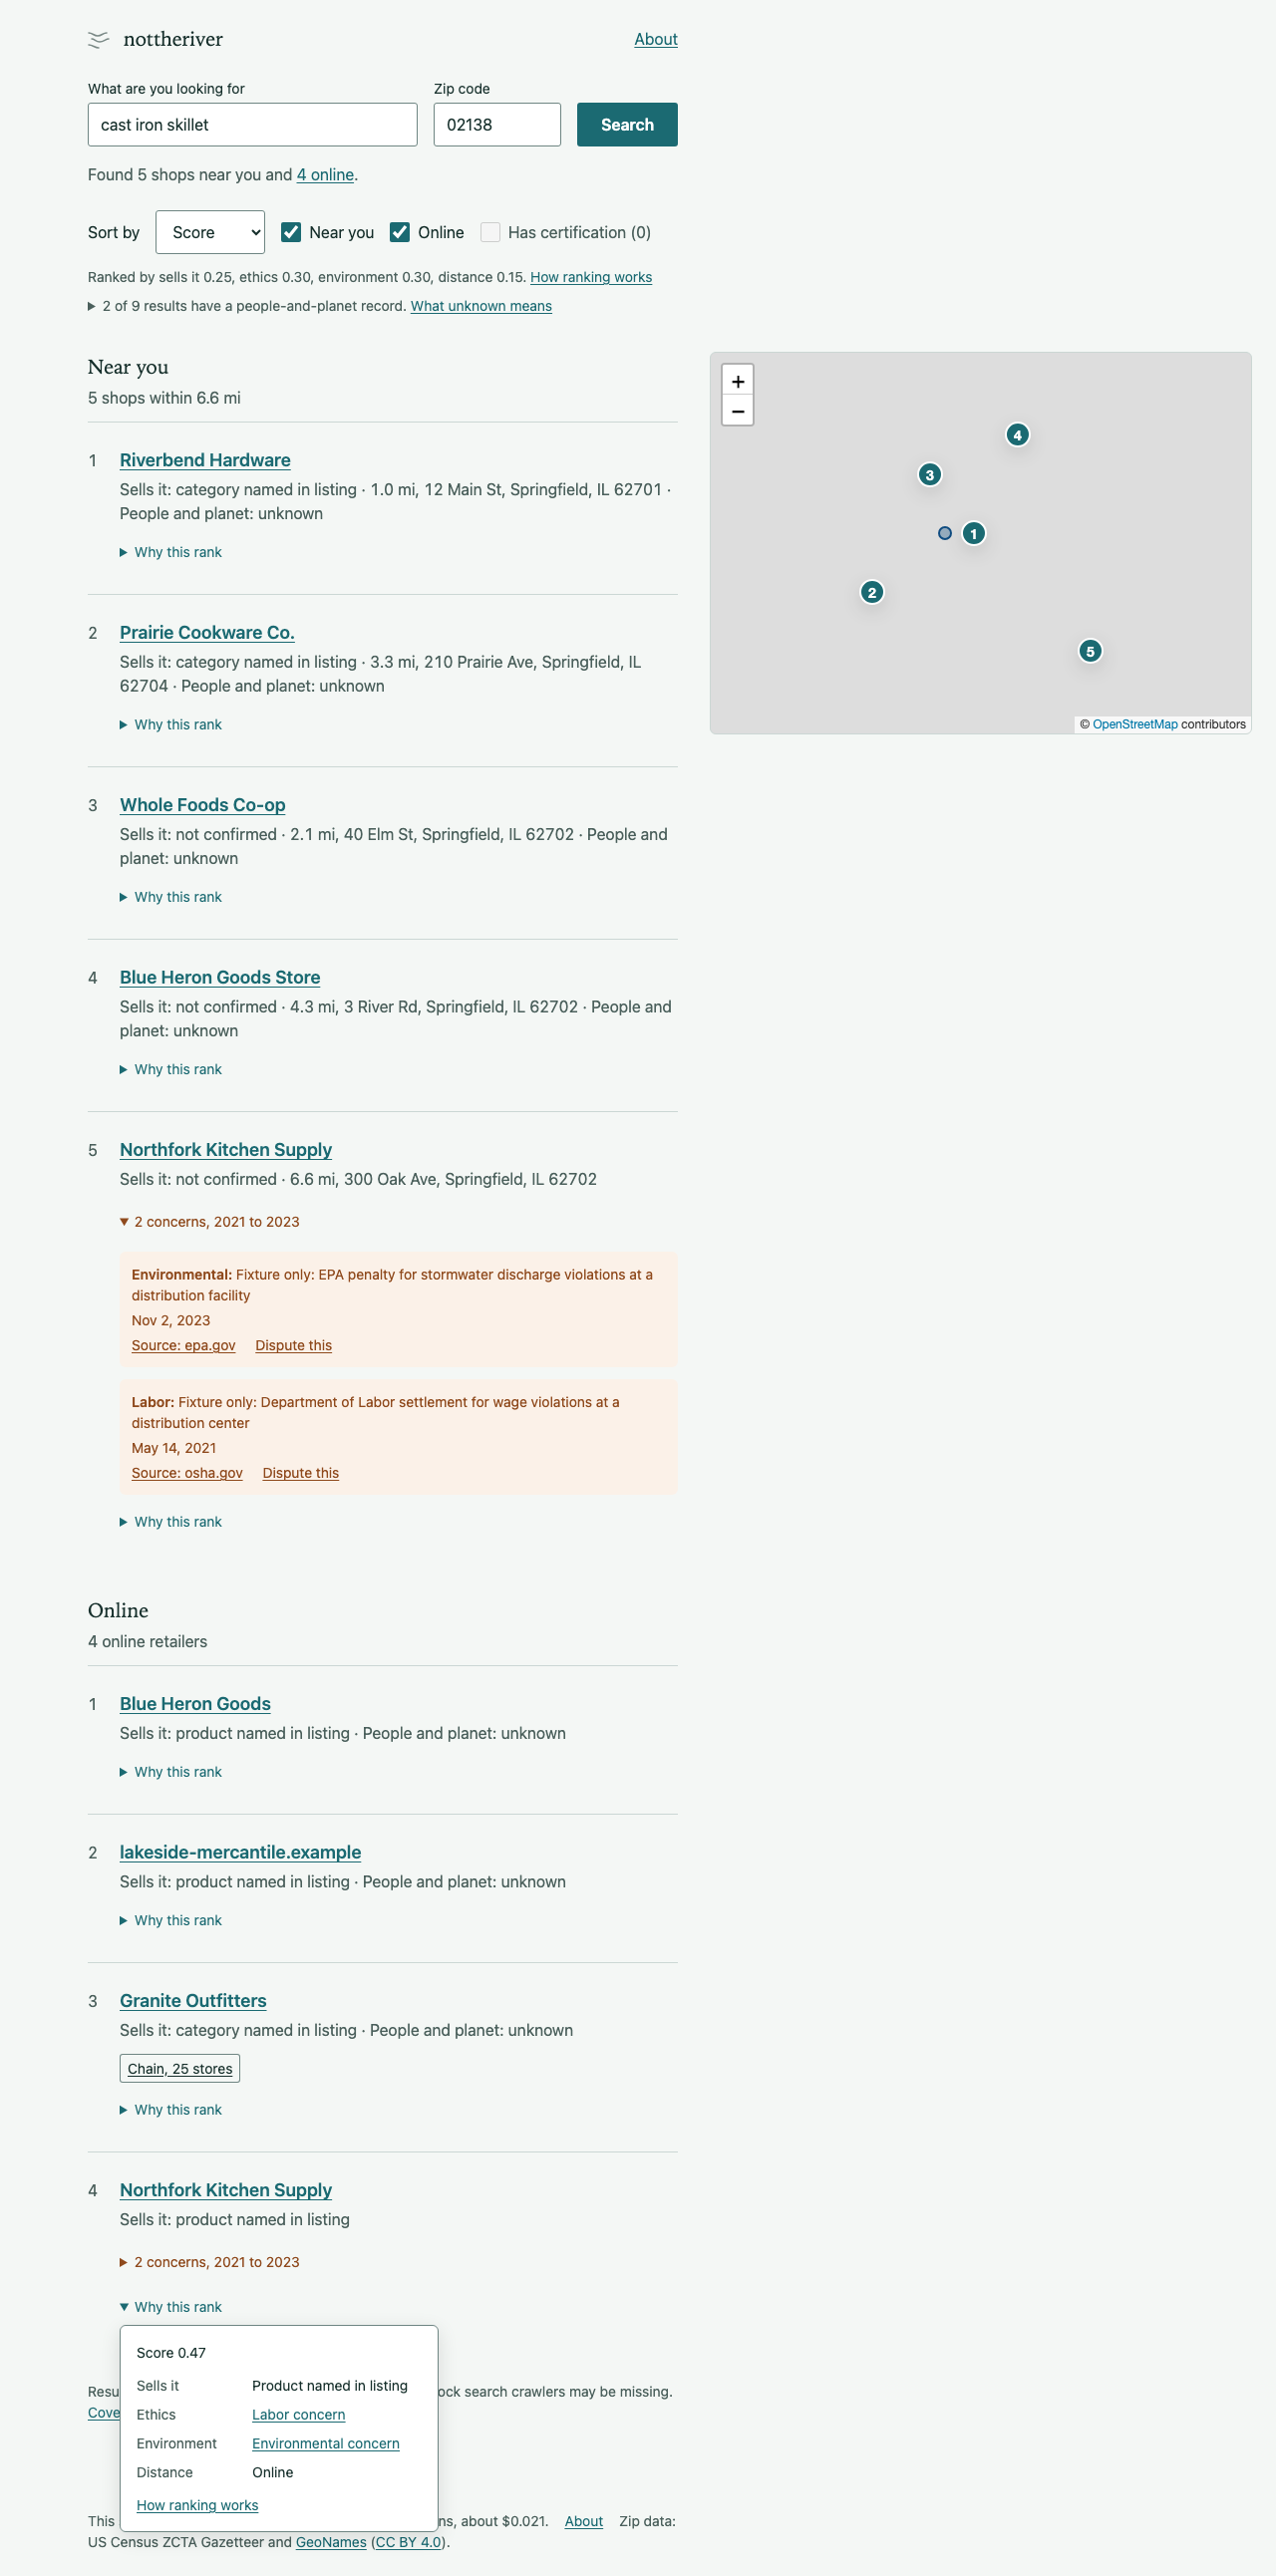 nottheriver
About
What are you looking for
Zip code
cast iron skillet
02138
Search
Found 5 shops near you and 4 online.
Sort by
Score
Near you
Online
Has certification (0)
Ranked by sells it 0.25, ethics 0.30, environment 0.30, distance 0.15. How ranking works
2 of 9 results have a people-and-planet record. What unknown means
Near you
5 shops within 6.6 mi
1 Riverbend Hardware
Sells it: category named in listing · 1.0 mi, 12 Main St, Springfield, IL 62701 ·
People and planet: unknown
Why this rank
2 Prairie Cookware Co.
Sells it: category named in listing · 3.3 mi, 210 Prairie Ave, Springfield, IL
62704 · People and planet: unknown
Why this rank
3 Whole Foods Co-op
Sells it: not confirmed · 2.1 mi, 40 Elm St, Springfield, IL 62702 · People and
planet: unknown
Why this rank
4 Blue Heron Goods Store
Sells it: not confirmed · 4.3 mi, 3 River Rd, Springfield, IL 62702 · People and
planet: unknown
Why this rank
5 Northfork Kitchen Supply
Sells it: not confirmed · 6.6 mi, 300 Oak Ave, Springfield, IL 62702
2 concerns, 2021 to 2023
Environmental: Fixture only: EPA penalty for stormwater discharge violations at a
distribution facility
Nov 2, 2023
Source: epa.gov Dispute this
Labor: Fixture only: Department of Labor settlement for wage violations at a
distribution center
May 14, 2021
Source: osha.gov Dispute this
Why this rank
+
−
4
3
1
2
5
© OpenStreetMap contributors
Online
4 online retailers
1 Blue Heron Goods
Sells it: product named in listing · People and planet: unknown
Why this rank
2 lakeside-mercantile.example
Sells it: product named in listing · People and planet: unknown
Why this rank
3 Granite Outfitters
Sells it: category named in listing · People and planet: unknown
Chain, 25 stores
Why this rank
4 Northfork Kitchen Supply
Sells it: product named in listing
2 concerns, 2021 to 2023
Why this rank
Score 0.47
Sells it Product named in listing
Ethics Labor concern
Environment Environmental concern
Distance Online
How ranking works
search crawlers may be missing.
This
about $0.021. About Zip data:
US Census ZCTA Gazetteer and GeoNames (CC BY 4.0).